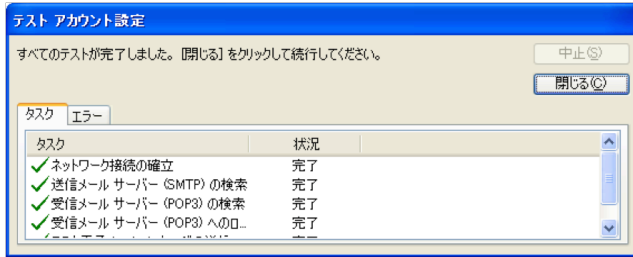 テスト アカウント設定
すべてのテストが完了しました。[閉じる] をクリックして続行してください。
中止(S)
閉じる(C)
タスク エラー
タスク 状況
ネットワーク接続の確立 完了
送信メール サーバー (SMTP) の検索 完了
受信メール サーバー (POP3) の検索 完了
受信メール サーバー (POP3) へのロ... 完了